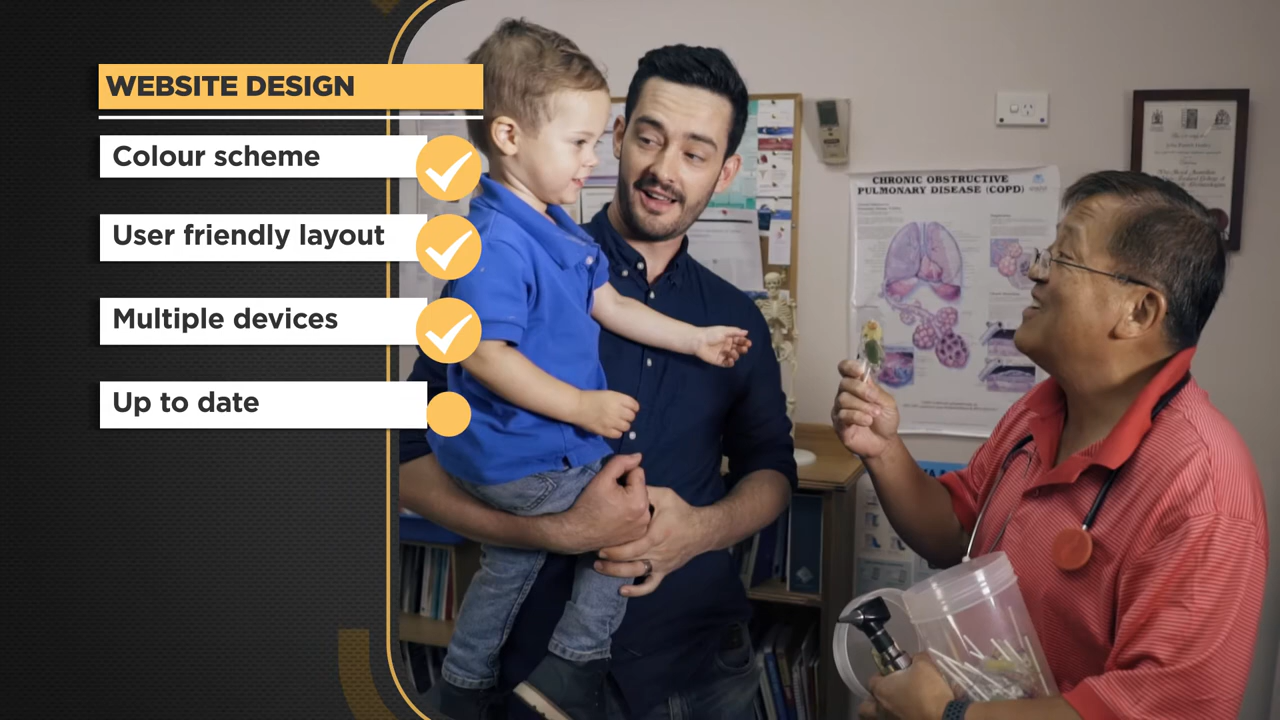 WEBSITE DESIGN
Colour scheme
User friendly layout
Multiple devices
Up to date
CHRONIC OBSTRUCTIVE
PULMONARY DISEASE (COPD)